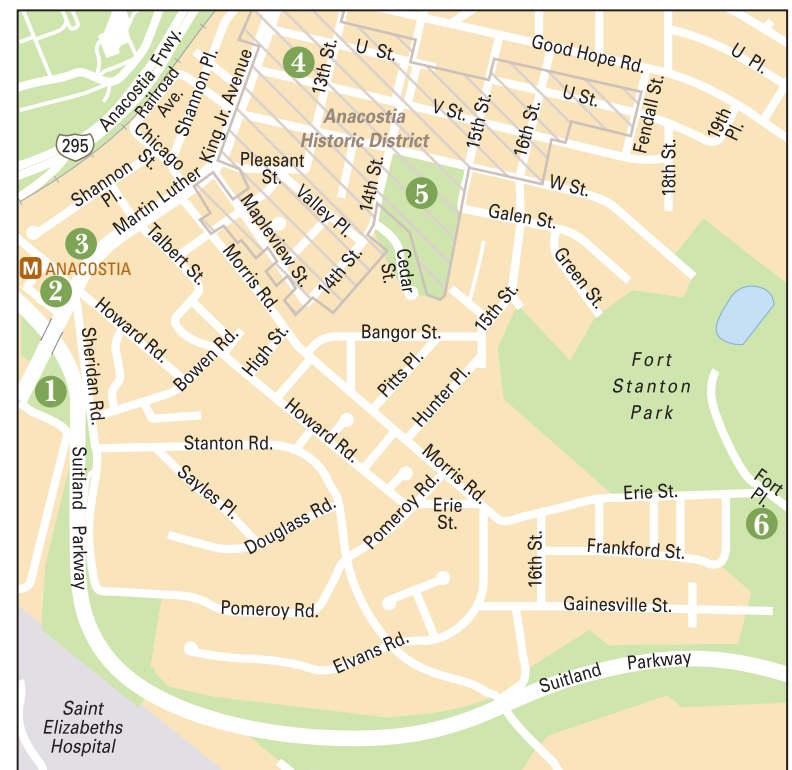 Anacostia Frwy.
Railroad
Ave.
Shannon Pl.
King Jr. Avenue
4
13th St.
U St.
Good Hope Rd.
U Pl.
Anacostia
Historic District
V St.
15th St.
16th St.
U St.
Fendall St.
19th
Pl.
18th St.
295
Chicago
St.
Shannon
Pl.
Martin Luther
Pleasant
St.
Valley Pl.
14th St.
5
W St.
Galen St.
Green St.
3
M ANACOSTIA
2
Talbert St.
Morris Rd.
Mapleview St.
14th St.
Cedar
St.
15th St.
Howard Rd.
Sheridan Rd.
Bowen Rd.
High St.
Bangor St.
Pitts Pl.
Hunter Pl.
Fort
Stanton
Park
1
Howard Rd.
Stanton Rd.
Morris Rd.
Suitland Parkway
Sayles Pl.
Douglass Rd.
Pomeroy Rd.
Erie
St.
Erie St.
Fort
Pl.
6
16th St.
Frankford St.
Pomeroy Rd.
Gainesville St.
Elvans Rd.
Suitland Parkway
Saint
Elizabeths
Hospital